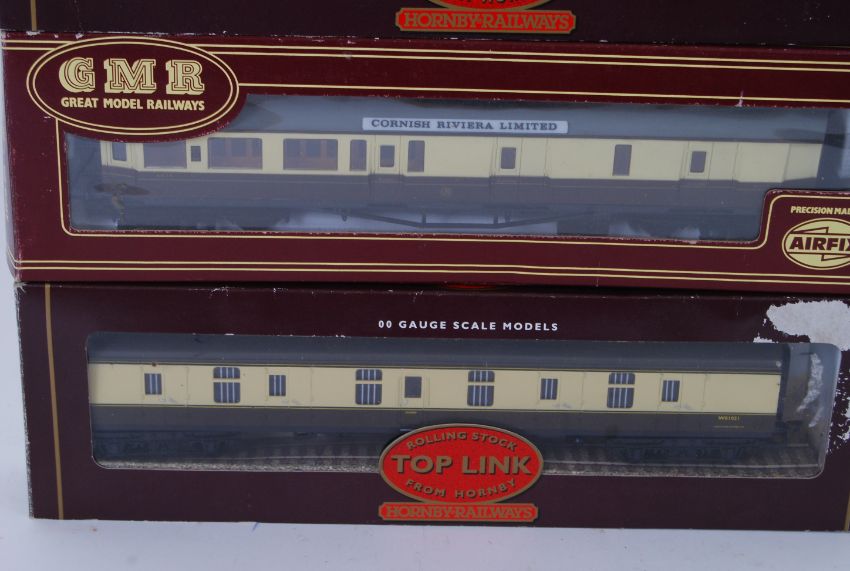 HORNBY·RAILWAYS
GMR
GREAT MODEL RAILWAYS
CORNISH RIVIERA LIMITED
PRECISION MA
AIRFIX
00 GAUGE SCALE MODELS
ROLLING STOCK
TOP LINK
FROM HORNBY
HORNBY·RAILWAYS